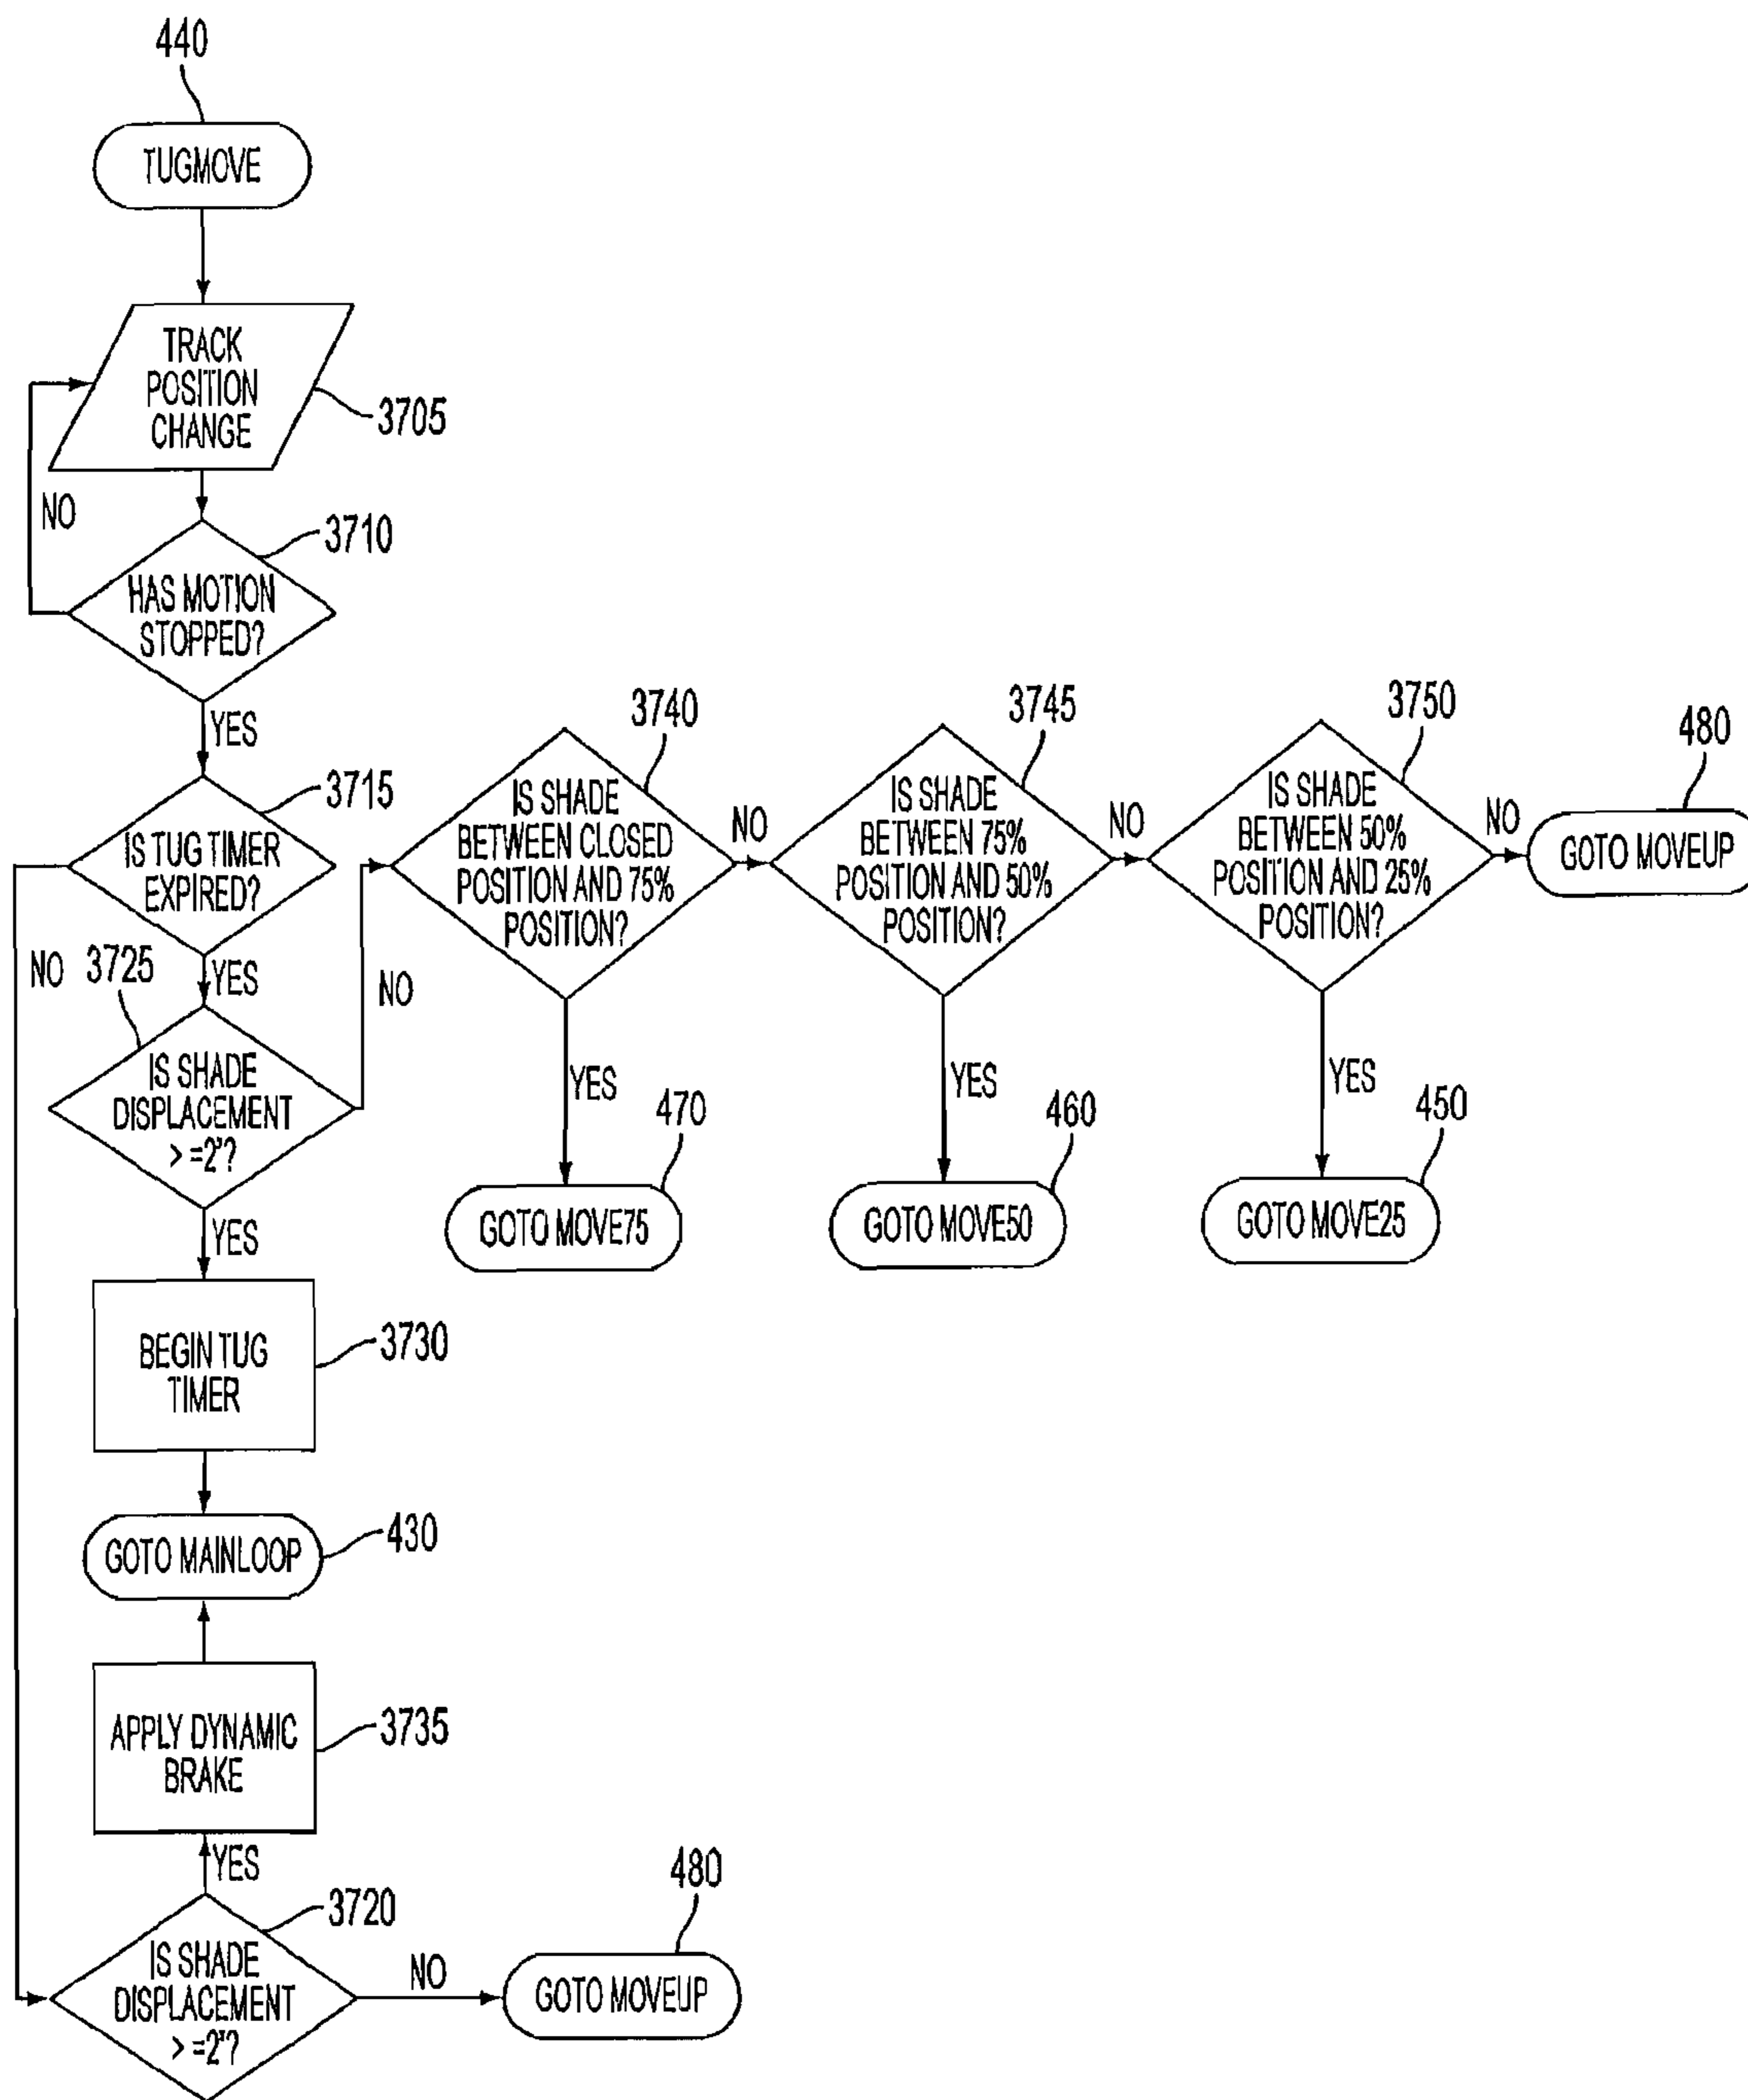 440
TUGMOVE
TRACK
POSITION
CHANGE
3705
NO
3710
HAS MOTION
STOPPED?
YES
3715
IS TUG TIMER
EXPIRED?
NO
3725
YES
IS SHADE
DISPLACEMENT
> =2"?
NO
YES
3740
IS SHADE
BETWEEN CLOSED
POSITION AND 75%
POSITION?
NO
YES
470
GOTO MOVE75
3745
IS SHADE
BETWEEN 75%
POSITION AND 50%
POSITION?
NO
YES
460
GOTO MOVE50
3750
IS SHADE
BETWEEN 50%
POSITION AND 25%
POSITION?
NO
YES
450
GOTO MOVE25
480
GOTO MOVEUP
BEGIN TUG
TIMER
3730
GOTO MAINLOOP
430
APPLY DYNAMIC
BRAKE
3735
YES
3720
IS SHADE
DISPLACEMENT
> =2"?
NO
480
GOTO MOVEUP